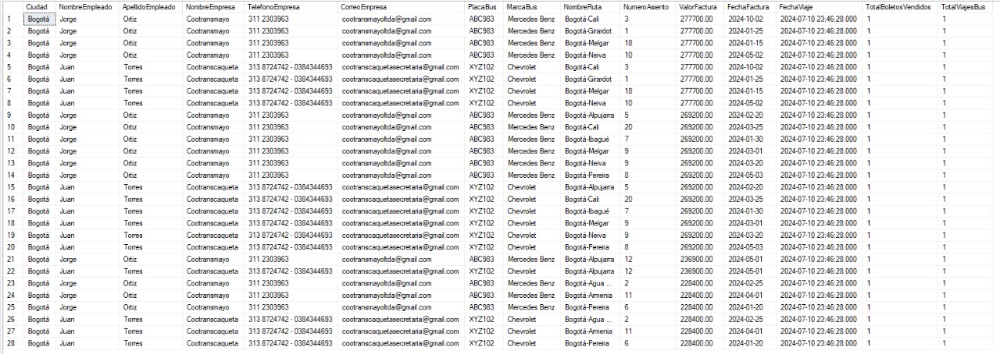 Ciudad NombreEmpleado ApellidoEmpleado NombreEmpresa TelefonoEmpresa CorreoEmpresa PlacaBus MarcaBus NombreRuta NumeroAsiento ValorFactura FechaFactura FechaViaje TotalBoletosVendidos TotalViajesBus
1 Bogotá Jorge Ortiz Cootransmayo 311 2303963 cootransmayoltda@gmail.com ABC983 Mercedes Benz Bogotá-Cali 3 277700.00 2024-10-02 2024-07-10 23:46:28.000 1 1
2 Bogotá Jorge Ortiz Cootransmayo 311 2303963 cootransmayoltda@gmail.com ABC983 Mercedes Benz Bogotá-Girardot 1 277700.00 2024-01-25 2024-07-10 23:46:28.000 1 1
3 Bogotá Jorge Ortiz Cootransmayo 311 2303963 cootransmayoltda@gmail.com ABC983 Mercedes Benz Bogotá-Melgar 18 277700.00 2024-01-15 2024-07-10 23:46:28.000 1 1
4 Bogotá Jorge Ortiz Cootransmayo 311 2303963 cootransmayoltda@gmail.com ABC983 Mercedes Benz Bogotá-Neiva 10 277700.00 2024-05-02 2024-07-10 23:46:28.000 1 1
5 Bogotá Juan Torres Cootranscaqueta 313 8724742 - 0384344693 cootranscaquetasecretaria@gmail.com XYZ102 Chevrolet Bogotá-Cali 3 277700.00 2024-10-02 2024-07-10 23:46:28.000 1 1
6 Bogotá Juan Torres Cootranscaqueta 313 8724742 - 0384344693 cootranscaquetasecretaria@gmail.com XYZ102 Chevrolet Bogotá-Girardot 1 277700.00 2024-01-25 2024-07-10 23:46:28.000 1 1
7 Bogotá Juan Torres Cootranscaqueta 313 8724742 - 0384344693 cootranscaquetasecretaria@gmail.com XYZ102 Chevrolet Bogotá-Melgar 18 277700.00 2024-01-15 2024-07-10 23:46:28.000 1 1
8 Bogotá Juan Torres Cootranscaqueta 313 8724742 - 0384344693 cootranscaquetasecretaria@gmail.com XYZ102 Chevrolet Bogotá-Neiva 10 277700.00 2024-05-02 2024-07-10 23:46:28.000 1 1
9 Bogotá Jorge Ortiz Cootransmayo 311 2303963 cootransmayoltda@gmail.com ABC983 Mercedes Benz Bogotá-Alpujarra 5 269200.00 2024-02-20 2024-07-10 23:46:28.000 1 1
10 Bogotá Jorge Ortiz Cootransmayo 311 2303963 cootransmayoltda@gmail.com ABC983 Mercedes Benz Bogotá-Cali 20 269200.00 2024-03-25 2024-07-10 23:46:28.000 1 1
11 Bogotá Jorge Ortiz Cootransmayo 311 2303963 cootransmayoltda@gmail.com ABC983 Mercedes Benz Bogotá-Ibagué 7 269200.00 2024-01-30 2024-07-10 23:46:28.000 1 1
12 Bogotá Jorge Ortiz Cootransmayo 311 2303963 cootransmayoltda@gmail.com ABC983 Mercedes Benz Bogotá-Melgar 9 269200.00 2024-03-01 2024-07-10 23:46:28.000 1 1
13 Bogotá Jorge Ortiz Cootransmayo 311 2303963 cootransmayoltda@gmail.com ABC983 Mercedes Benz Bogotá-Neiva 9 269200.00 2024-03-20 2024-07-10 23:46:28.000 1 1
14 Bogotá Jorge Ortiz Cootransmayo 311 2303963 cootransmayoltda@gmail.com ABC983 Mercedes Benz Bogotá-Pereira 8 269200.00 2024-05-03 2024-07-10 23:46:28.000 1 1
15 Bogotá Juan Torres Cootranscaqueta 313 8724742 - 0384344693 cootranscaquetasecretaria@gmail.com XYZ102 Chevrolet Bogotá-Alpujarra 5 269200.00 2024-02-20 2024-07-10 23:46:28.000 1 1
16 Bogotá Juan Torres Cootranscaqueta 313 8724742 - 0384344693 cootranscaquetasecretaria@gmail.com XYZ102 Chevrolet Bogotá-Cali 20 269200.00 2024-03-25 2024-07-10 23:46:28.000 1 1
17 Bogotá Juan Torres Cootranscaqueta 313 8724742 - 0384344693 cootranscaquetasecretaria@gmail.com XYZ102 Chevrolet Bogotá-Ibagué 7 269200.00 2024-01-30 2024-07-10 23:46:28.000 1 1
18 Bogotá Juan Torres Cootranscaqueta 313 8724742 - 0384344693 cootranscaquetasecretaria@gmail.com XYZ102 Chevrolet Bogotá-Melgar 9 269200.00 2024-03-01 2024-07-10 23:46:28.000 1 1
19 Bogotá Juan Torres Cootranscaqueta 313 8724742 - 0384344693 cootranscaquetasecretaria@gmail.com XYZ102 Chevrolet Bogotá-Neiva 9 269200.00 2024-03-20 2024-07-10 23:46:28.000 1 1
20 Bogotá Juan Torres Cootranscaqueta 313 8724742 - 0384344693 cootranscaquetasecretaria@gmail.com XYZ102 Chevrolet Bogotá-Pereira 8 269200.00 2024-05-03 2024-07-10 23:46:28.000 1 1
21 Bogotá Jorge Ortiz Cootransmayo 311 2303963 cootransmayoltda@gmail.com ABC983 Mercedes Benz Bogotá-Alpujarra 12 236900.00 2024-05-01 2024-07-10 23:46:28.000 1 1
22 Bogotá Juan Torres Cootranscaqueta 313 8724742 - 0384344693 cootranscaquetasecretaria@gmail.com XYZ102 Chevrolet Bogotá-Alpujarra 12 236900.00 2024-05-01 2024-07-10 23:46:28.000 1 1
23 Bogotá Jorge Ortiz Cootransmayo 311 2303963 cootransmayoltda@gmail.com ABC983 Mercedes Benz Bogotá-Agua ... 2 228400.00 2024-02-25 2024-07-10 23:46:28.000 1 1
24 Bogotá Jorge Ortiz Cootransmayo 311 2303963 cootransmayoltda@gmail.com ABC983 Mercedes Benz Bogotá-Armenia 11 228400.00 2024-04-01 2024-07-10 23:46:28.000 1 1
25 Bogotá Jorge Ortiz Cootransmayo 311 2303963 cootransmayoltda@gmail.com ABC983 Mercedes Benz Bogotá-Pereira 6 228400.00 2024-01-20 2024-07-10 23:46:28.000 1 1
26 Bogotá Juan Torres Cootranscaqueta 313 8724742 - 0384344693 cootranscaquetasecretaria@gmail.com XYZ102 Chevrolet Bogotá-Agua ... 2 228400.00 2024-02-25 2024-07-10 23:46:28.000 1 1
27 Bogotá Juan Torres Cootranscaqueta 313 8724742 - 0384344693 cootranscaquetasecretaria@gmail.com XYZ102 Chevrolet Bogotá-Armenia 11 228400.00 2024-04-01 2024-07-10 23:46:28.000 1 1
28 Bogotá Juan Torres Cootranscaqueta 313 8724742 - 0384344693 cootranscaquetasecretaria@gmail.com XYZ102 Chevrolet Bogotá-Pereira 6 228400.00 2024-01-20 2024-07-10 23:46:28.000 1 1